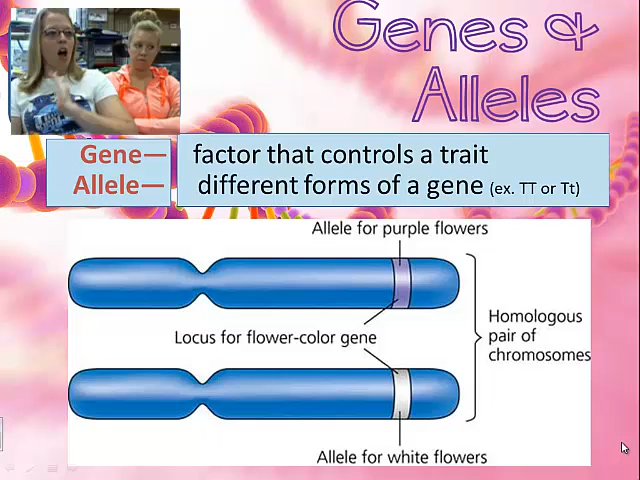 Genes &
Alleles
Gene— factor that controls a trait
Allele— different forms of a gene (ex. TT or Tt)
Allele for purple flowers
Locus for flower-color gene
Homologous
pair of
chromosomes
Allele for white flowers